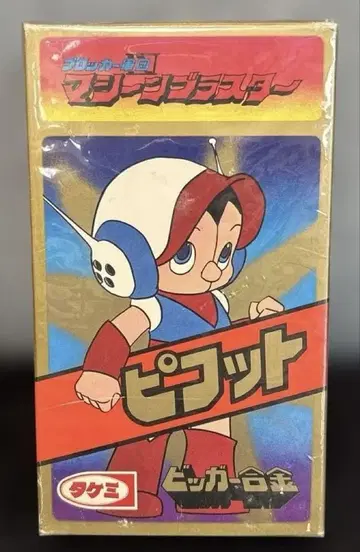 ブロッカー軍団
マシーンブラスター
ピコット
タケミ
ビッカー合金